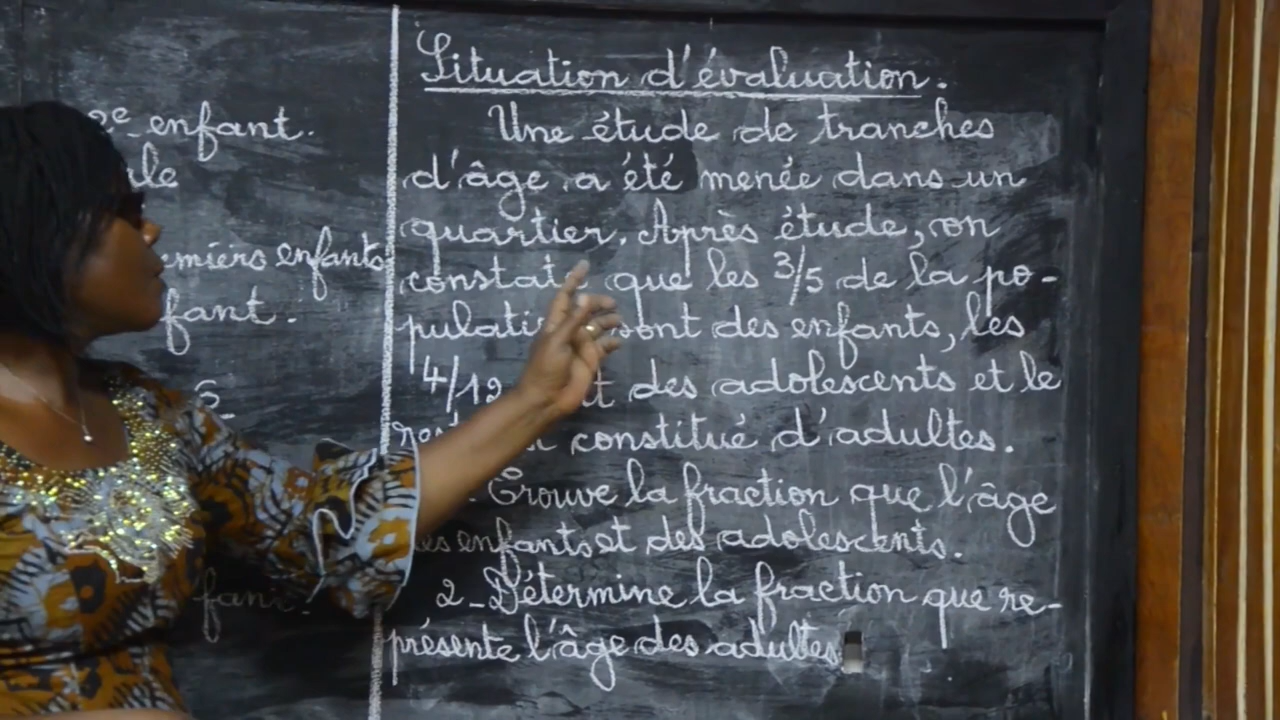 2e enfant.
enfants
fant.
Situation d'évaluation.
Une étude de tranches
d'âge a été menée dans un
quartier. Après étude, on
constate que les 3/5 de la po-
sont des enfants, les
4/12 des adolescents et le
constitué d'adultes.
Trouve la fraction que l'âge
des enfants et des adolescents.
2-Détermine la fraction que re-
présente l'âge des adultes